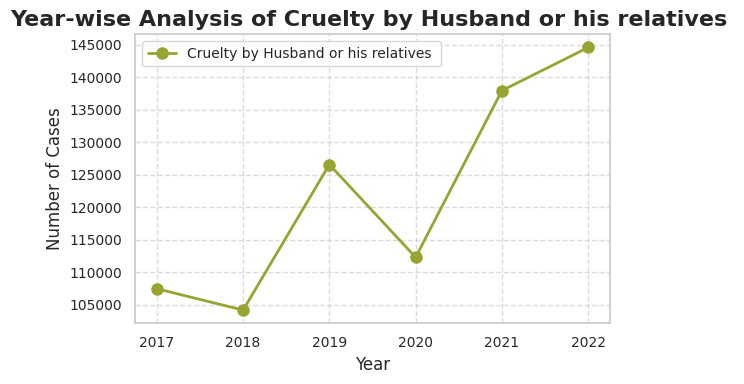 Year-wise Analysis of Cruelty by Husband or his relatives
Cruelty by Husband or his relatives
145000
140000
135000
130000
125000
120000
115000
110000
105000
Number of Cases
2017 2018 2019 2020 2021 2022
Year